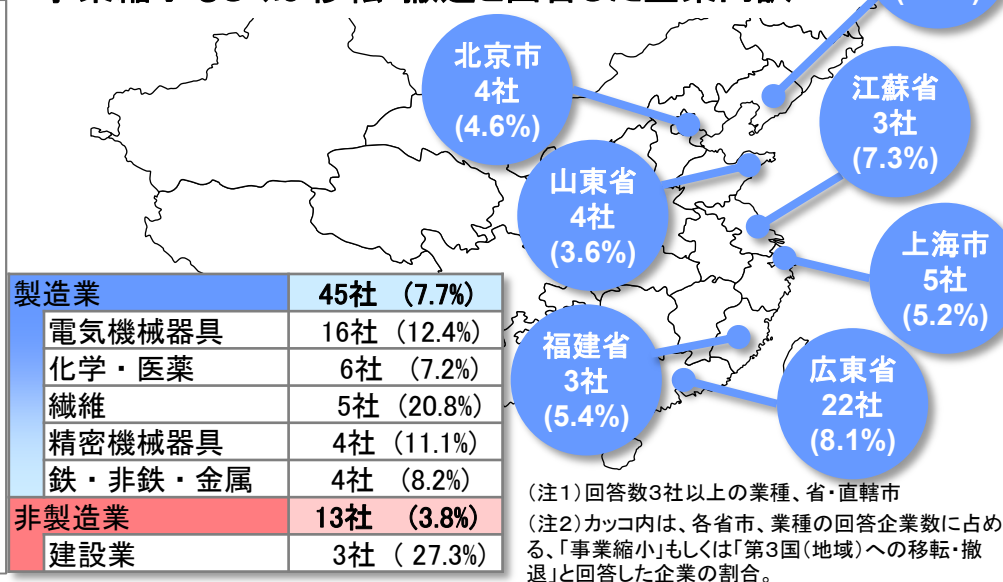 北京市
4社
(4.6%)
江蘇省
3社
(7.3%)
山東省
4社
(3.6%)
上海市
5社
(5.2%)
福建省
3社
(5.4%)
広東省
22社
(8.1%)
製造業 45社 (7.7%)
電気機械器具 16社 (12.4%)
化学・医薬 6社 (7.2%)
繊維 5社 (20.8%)
精密機械器具 4社 (11.1%)
鉄・非鉄・金属 4社 (8.2%)
非製造業 13社 (3.8%)
建設業 3社 ( 27.3%)
(注1)回答数3社以上の業種、省・直轄市
(注2)カッコ内は、各省市、業種の回答企業数に占め
る、「事業縮小」もしくは「第3国(地域)への移転・撤
退」と回答した企業の割合。